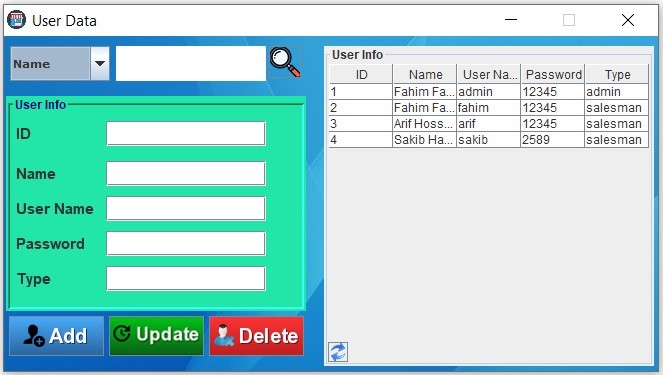 User Data
Name
User Info
ID
Name
User Name
Password
Type
Add Update Delete
User Info
ID Name User Na... Password Type
1 Fahim Fa... admin 12345 admin
2 Fahim Fa... fahim 12345 salesman
3 Arif Hoss... arif 12345 salesman
4 Sakib Ha... sakib 2589 salesman